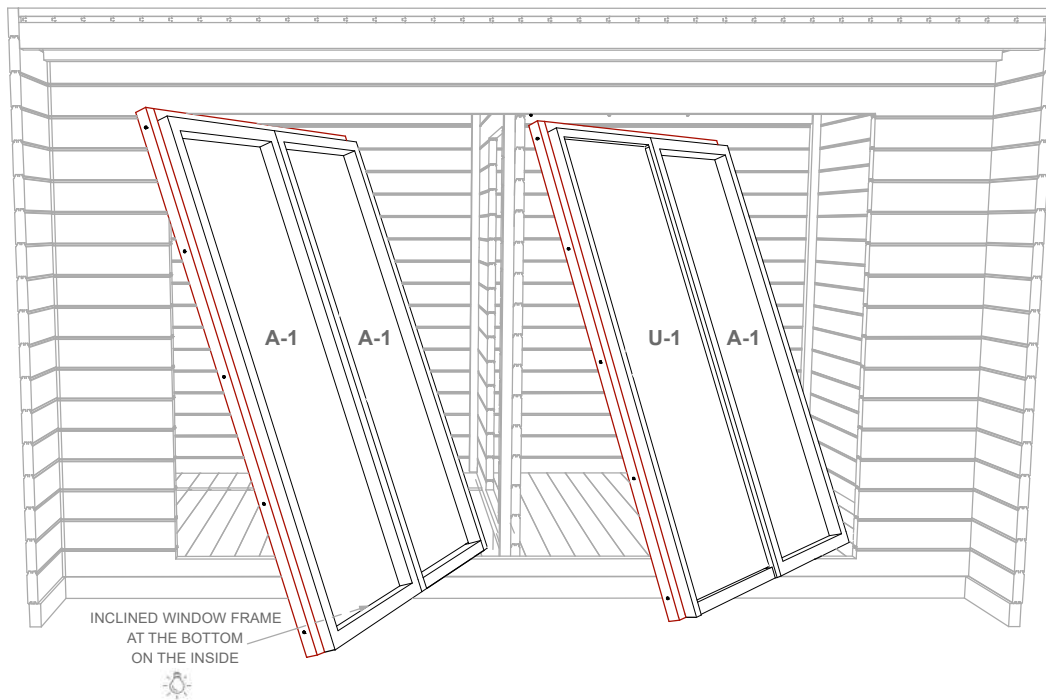 A-1
A-1
U-1
A-1
INCLINED WINDOW FRAME
AT THE BOTTOM
ON THE INSIDE